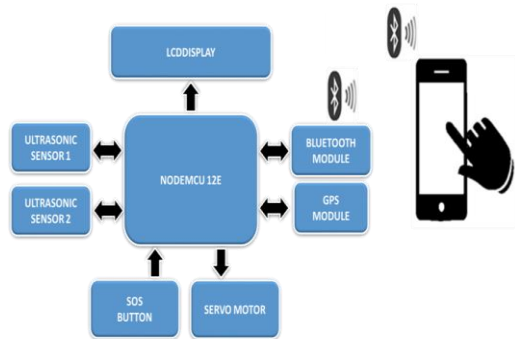 LCDDISPLAY
ULTRASONIC
SENSOR 1
NODEMCU 12E
BLUETOOTH
MODULE
ULTRASONIC
SENSOR 2
GPS
MODULE
SOS
BUTTON
SERVO MOTOR